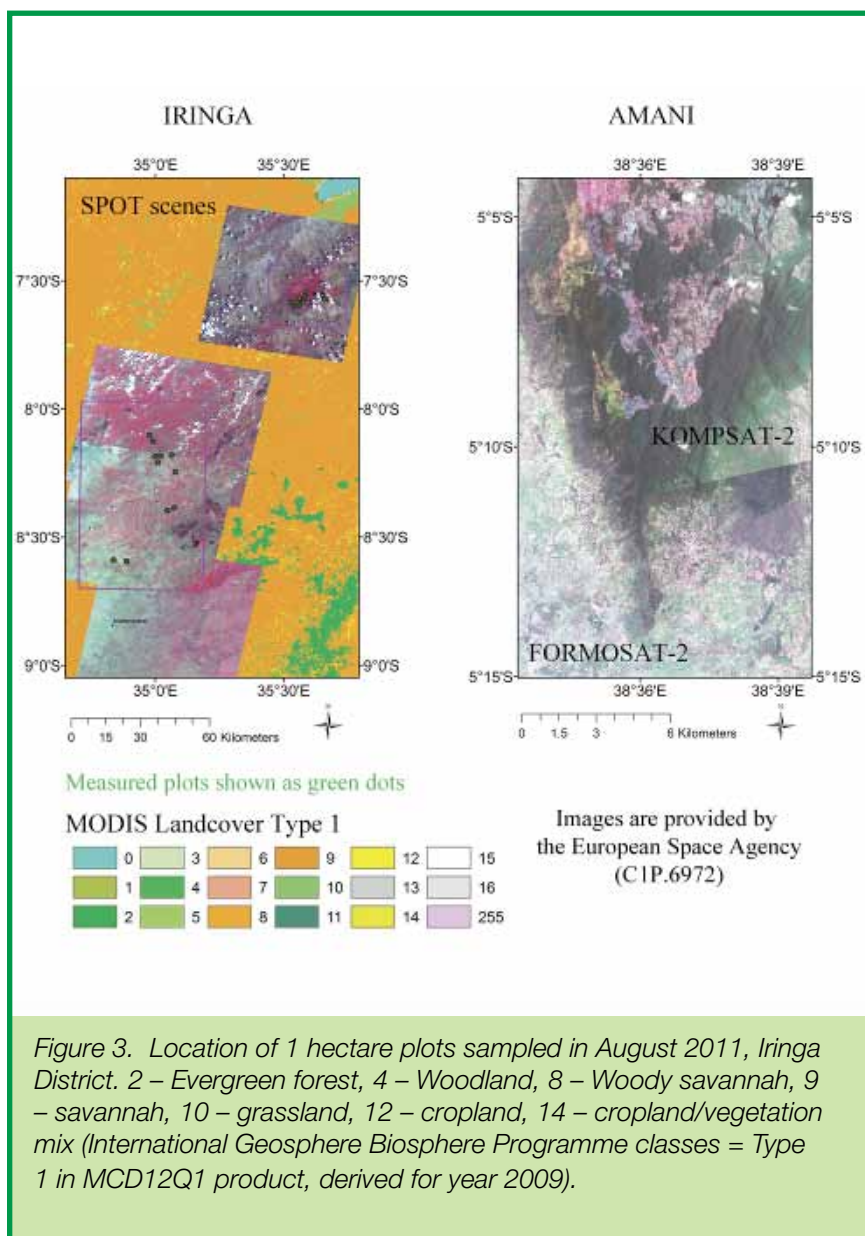 IRINGA
35°0'E 35°30'E
SPOT scenes
7°30'S 7°30'S
8°0'S 8°0'S
8°30'S 8°30'S
9°0'S 9°0'S
35°0'E 35°30'E
0 15 30 60 Kilometers
AMANI
38°36'E 38°39'E
5°5'S 5°5'S
KOMPSAT-2
5°10'S 5°10'S
FORMOSAT-2
5°15'S 5°15'S
38°36'E 38°39'E
0 1.5 3 6 Kilometers
Measured plots shown as green dots
MODIS Landcover Type 1
0 3 6 9 12 15
1 4 7 10 13 16
2 5 8 11 14 255
Images are provided by
the European Space Agency
(C1P.6972)
Figure 3. Location of 1 hectare plots sampled in August 2011, Iringa
District. 2 – Evergreen forest, 4 – Woodland, 8 – Woody savannah, 9
– savannah, 10 – grassland, 12 – cropland, 14 – cropland/vegetation
mix (International Geosphere Biosphere Programme classes = Type
1 in MCD12Q1 product, derived for year 2009).